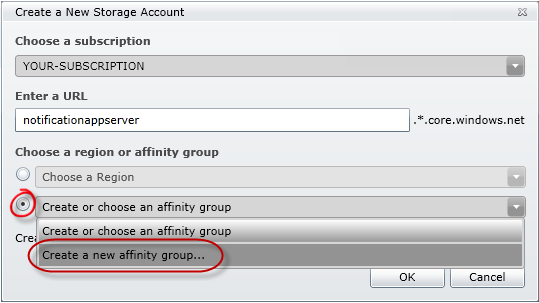 Create a New Storage Account
Choose a subscription
YOUR-SUBSCRIPTION
Enter a URL
notificationappserver .*.core.windows.net
Choose a region or affinity group
Choose a Region
Create or choose an affinity group
Create or choose an affinity group
Create a new affinity group...
OK Cancel